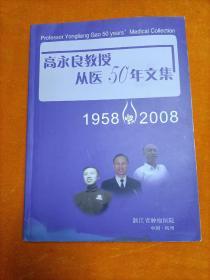 Professor Yongliang Gao 50 years' Medical Collection
高永良教授
从医50年文集
1958 2008
浙江省肿瘤医院
中国·杭州